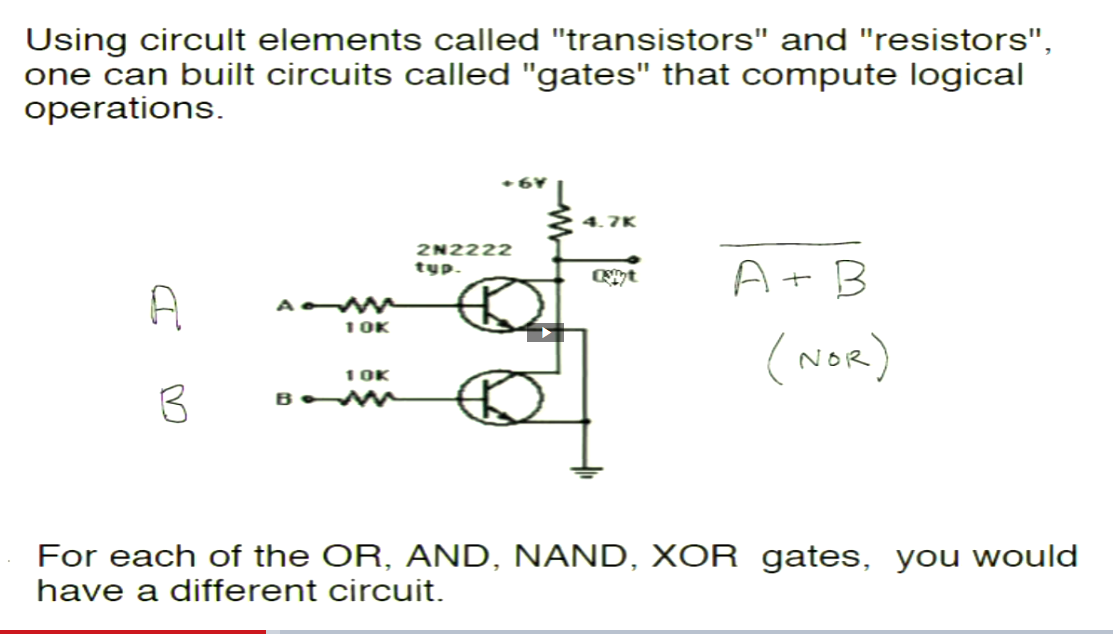 Using circult elements called "transistors" and "resistors",
one can built circuits called "gates" that compute logical
operations.
+6V
4.7K
2N2222
typ.
Out
A + B
A
A
10K
(NOR)
10K
B
B
For each of the OR, AND, NAND, XOR gates, you would
have a different circuit.